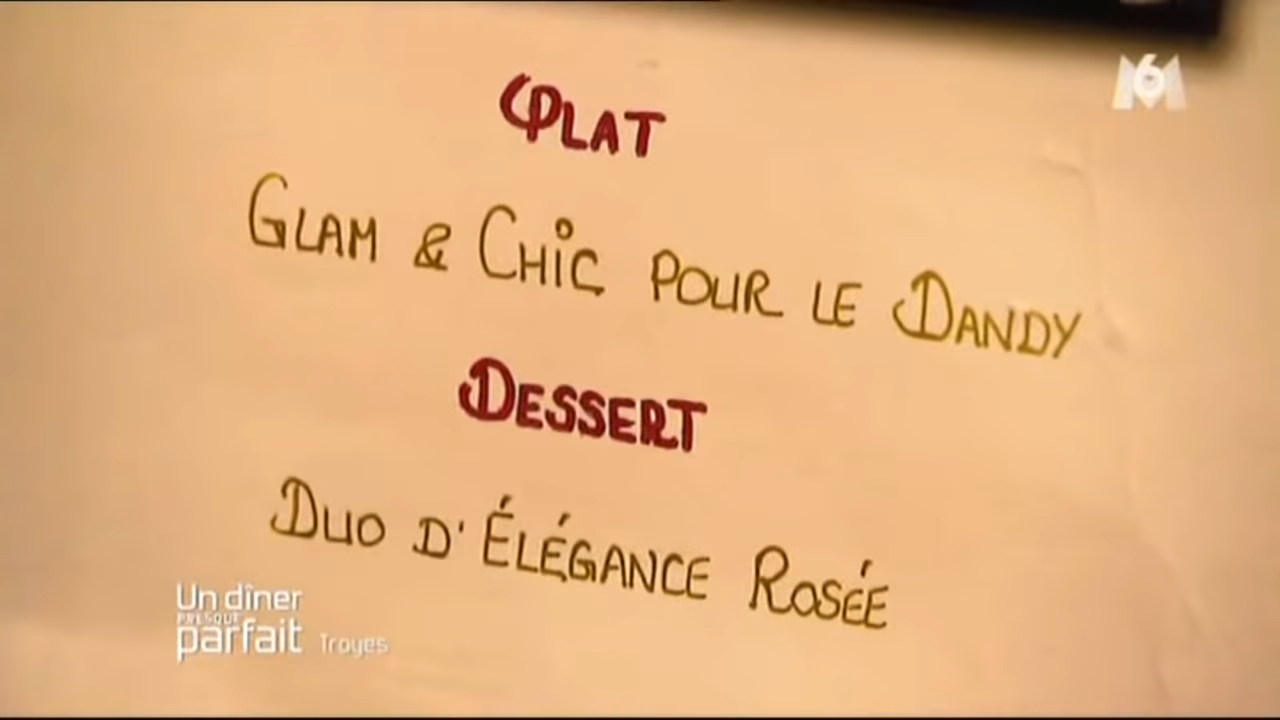 M6
PLAT
GLAM & CHIC POUR LE DANDY
DESSERT
DUO D'ÉLÉGANCE ROSÉE
Un dîner
PRESQUE
parfait Troyes